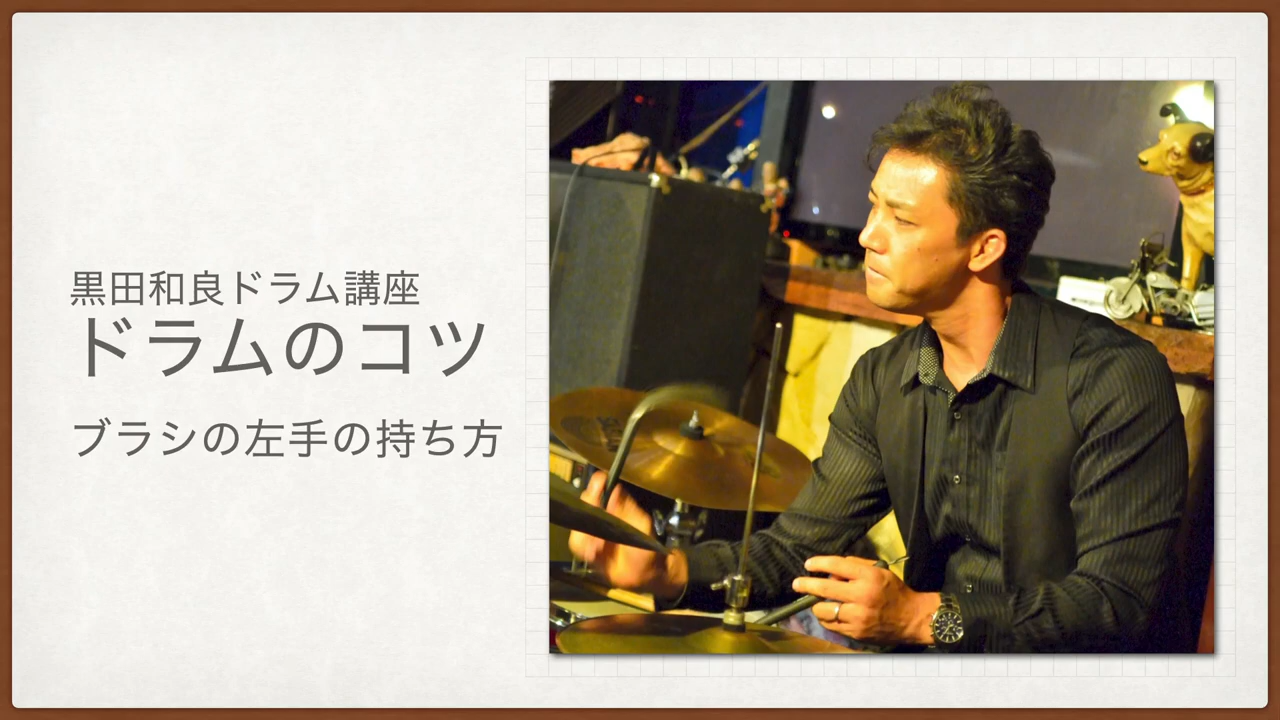 黒田和良ドラム講座
ドラムのコツ
ブラシの左手の持ち方